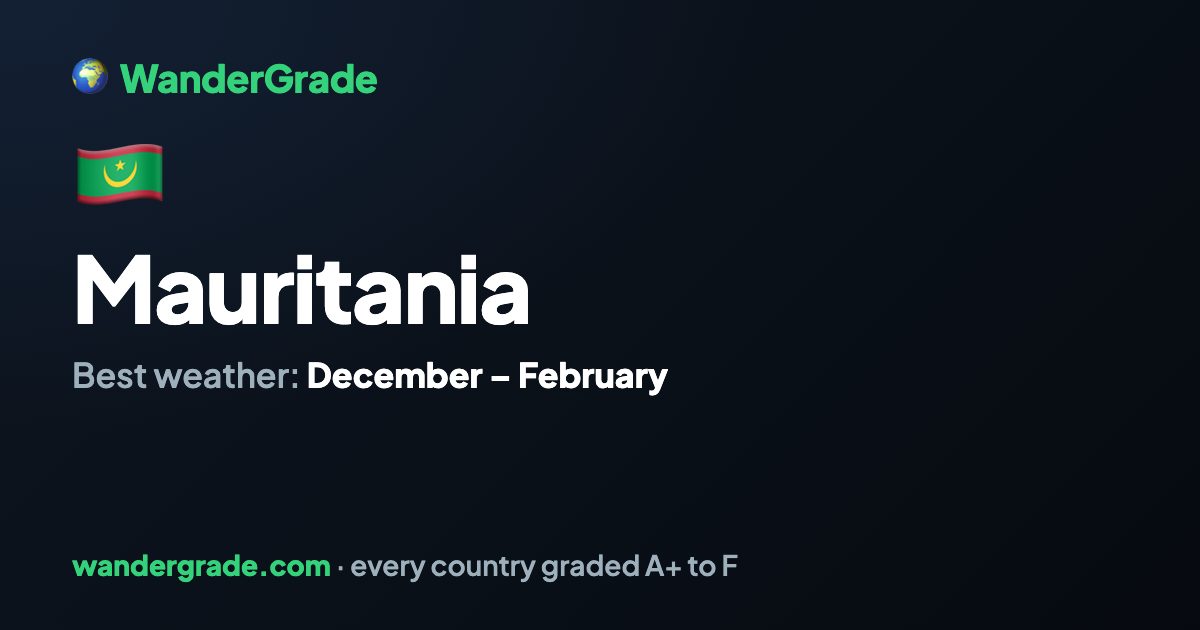 WanderGrade
Mauritania
Best weather: December – February
wandergrade.com · every country graded A+ to F